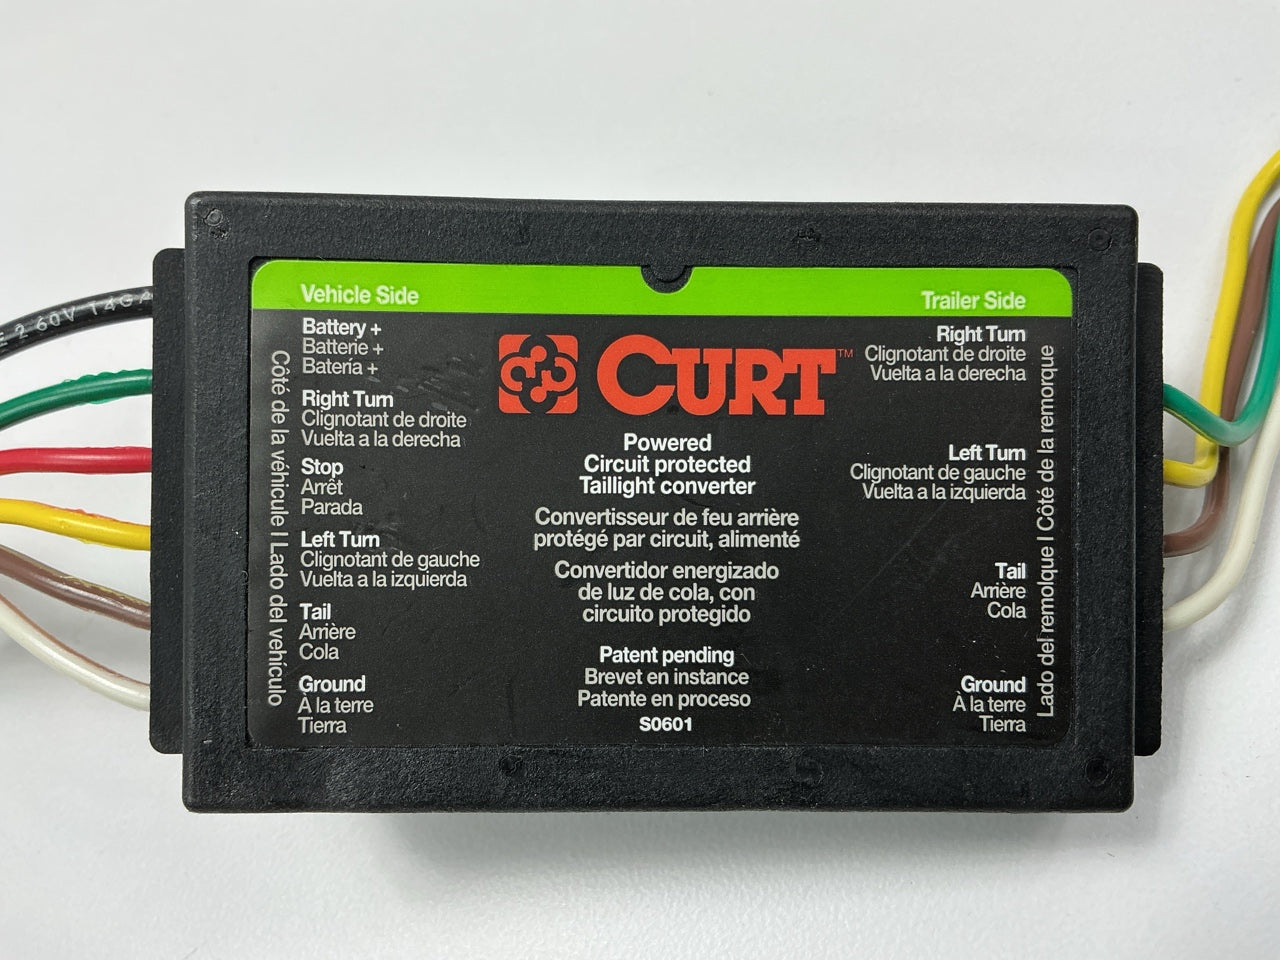 E 2 60V 14GA
Vehicle Side
Trailer Side
Côté de la véhicule | Lado del vehículo
Battery +
Batterie +
Batería +
Right Turn
Clignotant de droite
Vuelta a la derecha
Stop
Arrêt
Parada
Left Turn
Clignotant de gauche
Vuelta a la izquierda
Tail
Arrière
Cola
Ground
À la terre
Tierra
CURT™
Powered
Circuit protected
Taillight converter
Convertisseur de feu arrière
protégé par circuit, alimenté
Convertidor energizado
de luz de cola, con
circuito protegido
Patent pending
Brevet en instance
Patente en proceso
S0601
Right Turn
Clignotant de droite
Vuelta a la derecha
Left Turn
Clignotant de gauche
Vuelta a la izquierda
Tail
Arrière
Cola
Ground
À la terre
Tierra
Lado del remolque | Côté de la remorque